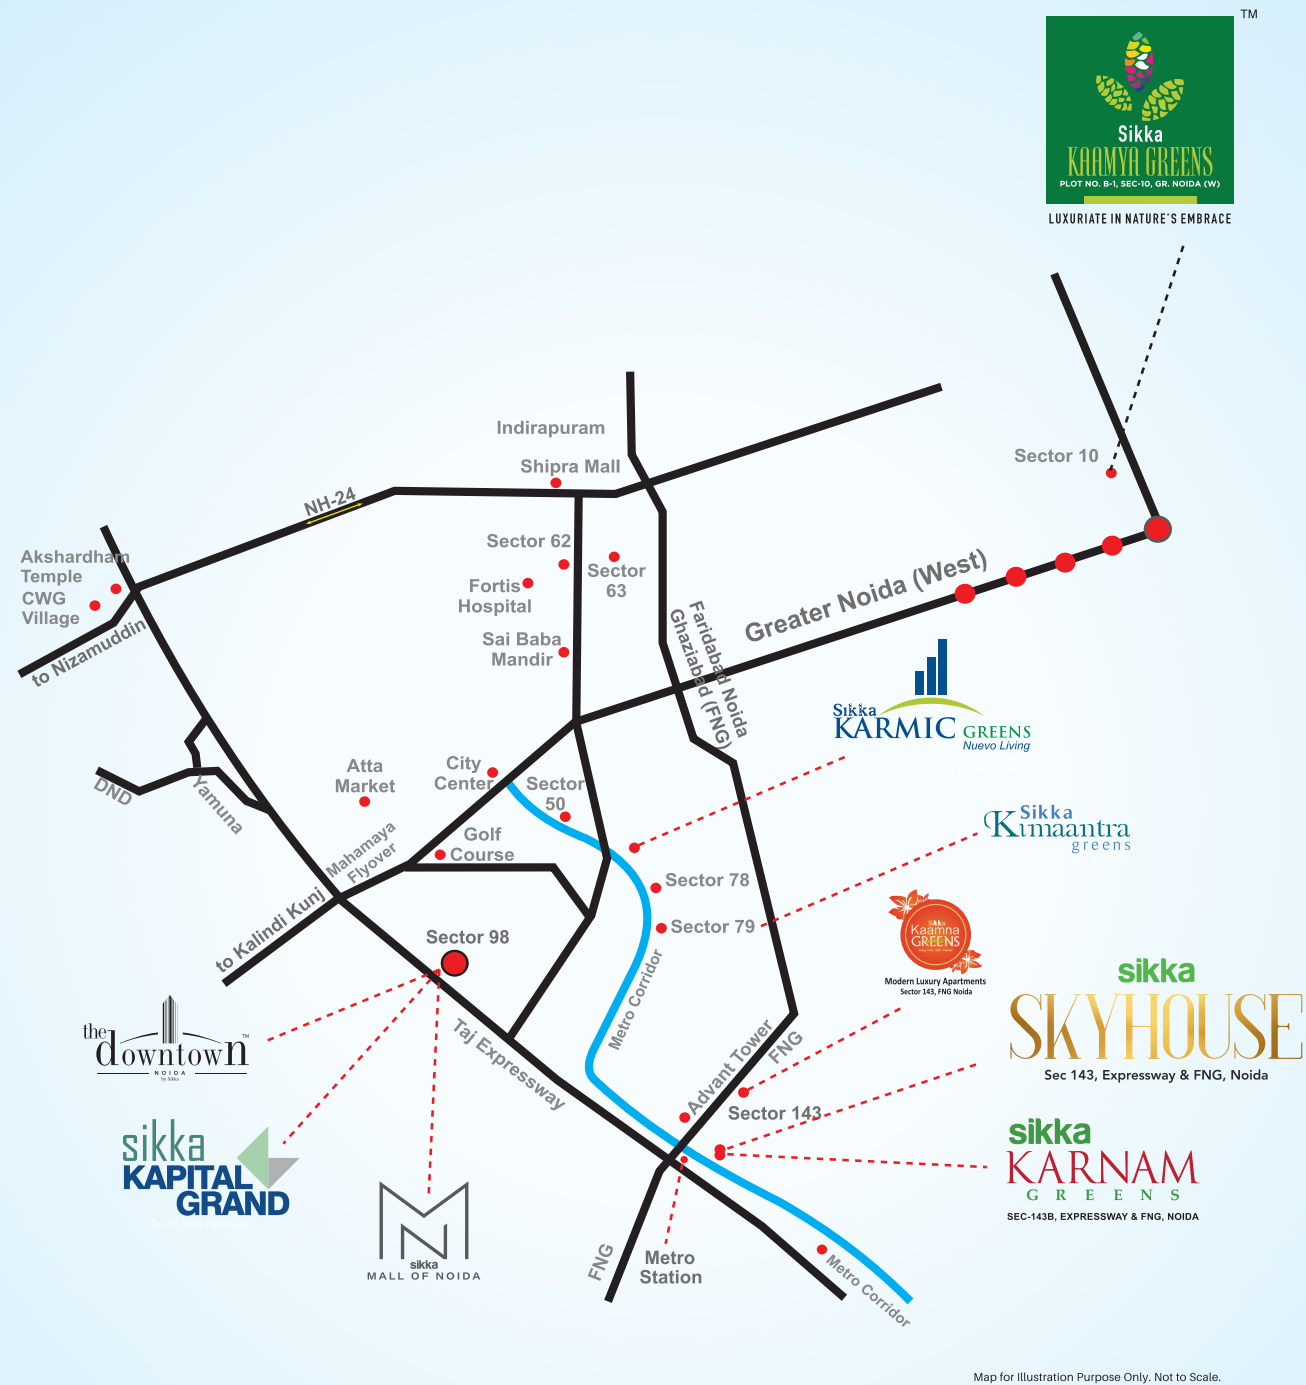 TM
Sikka
KAAMYA GREENS
PLOT NO. B-1, SEC-10, GR. NOIDA (W)
LUXURIATE IN NATURE'S EMBRACE
Indirapuram
Shipra Mall
Sector 10
NH-24
Akshardham
Temple
CWG
Village
to Nizamuddin
Sector 62
Sector
63
Fortis
Hospital
Sai Baba
Mandir
Greater Noida (West)
Faridabad Noida
Ghaziabad (FNG)
Sikka
KARMIC GREENS
Nuevo Living
DND
Yamuna
Atta
Market
City
Center
Sector
50
Mahamaya
Flyover
Golf
Course
Sikka
Kimaantra
greens
Sector 78
Sector 79
to Kalindi Kunj
Sector 98
Sikka
Kaamna
GREENS
Modern Luxury Apartments
Sector 143, FNG Noida
Metro Corridor
sikka
SKYHOUSE
Sec 143, Expressway & FNG, Noida
the
downtown
TM
NOIDA
by Sikka
Taj Expressway
Advant Tower
FNG
Sector 143
sikka
KAPITAL
GRAND
sikka
KARNAM
GREENS
SEC-143B, EXPRESSWAY & FNG, NOIDA
sikka
MALL OF NOIDA
FNG
Metro
Station
Metro Corridor
Map for Illustration Purpose Only. Not to Scale.